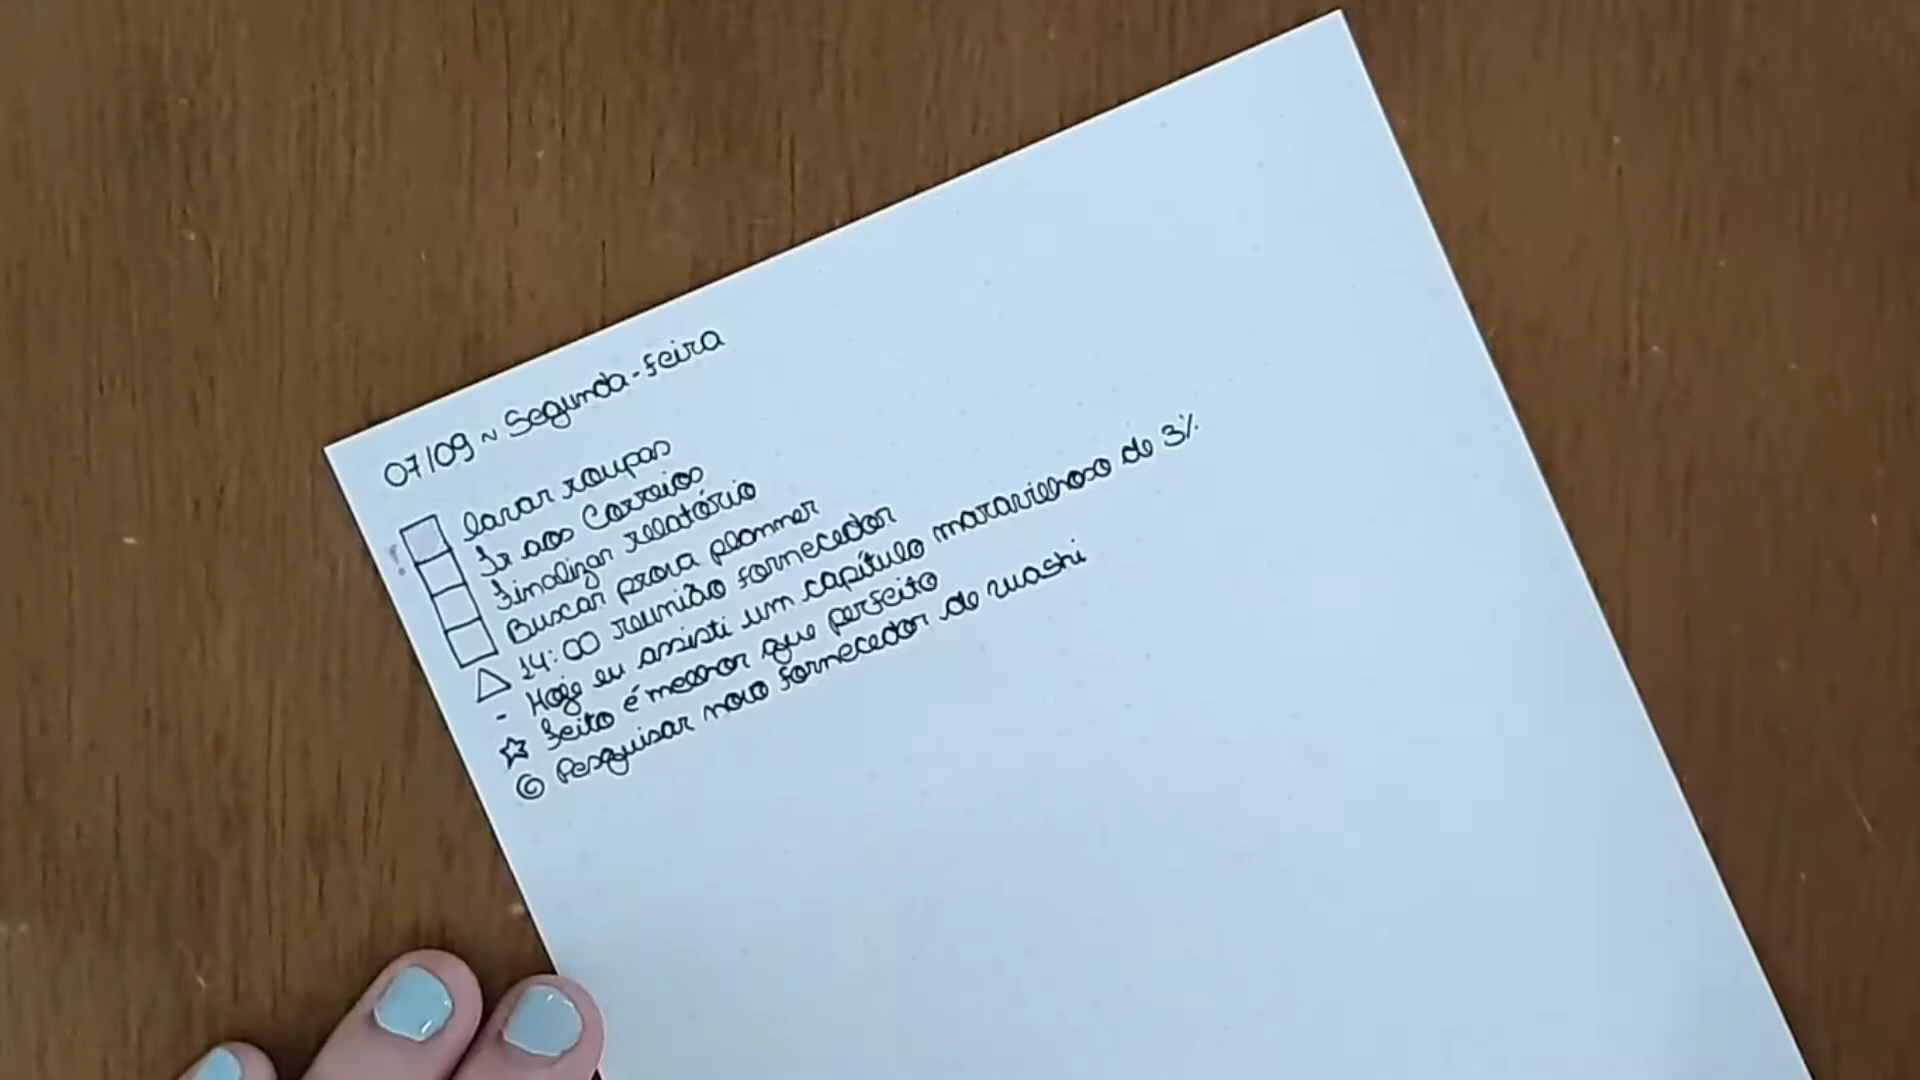 07/09 ~ Segunda-feira
! □ lavar roupas
□ Ir aos Correios
□ finalizar relatório
□ Buscar prova planner
△ 14:00 reunião fornecedor
- Hoje eu assisti um capítulo maravilhoso de 3%
☆ feito é melhor que perfeito
@ Pesquisar novo fornecedor de washi